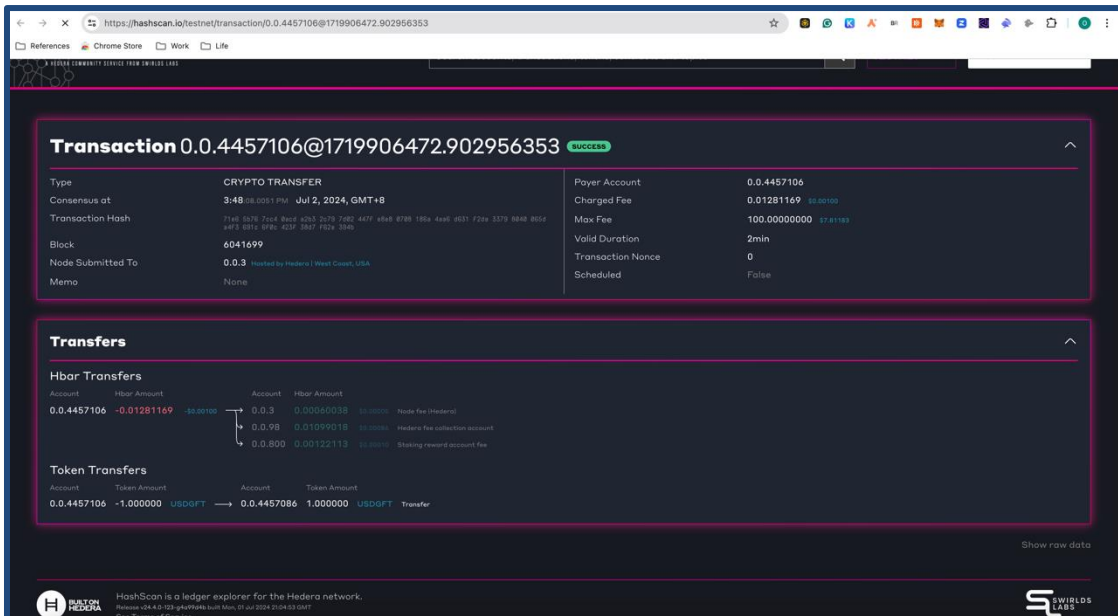 https://hashscan.io/testnet/transaction/0.0.4457106@1719906472.902956353
References Chrome Store Work Life
A HEDERA COMMUNITY SERVICE FROM SWIRLDS LABS
Transaction 0.0.4457106@1719906472.902956353 SUCCESS
Type CRYPTO TRANSFER
Consensus at 3:48:08.0051 PM Jul 2, 2024, GMT+8
Transaction Hash
Block 6041699
Node Submitted To 0.0.3 Hosted by Hedera | West Coast, USA
Memo None
Payer Account 0.0.4457106
Charged Fee 0.01281169 $0.00100
Max Fee 100.00000000 $7.81183
Valid Duration 2min
Transaction Nonce 0
Scheduled False
Transfers
Hbar Transfers
Account Hbar Amount Account Hbar Amount
0.0.4457106 -0.01281169 -$0.00100 0.0.3 0.00060038 Node fee (Hedera)
0.0.98 0.01099018 Hedera fee collection account
0.0.800 0.00122113 Staking reward account fee
Token Transfers
Account Token Amount Account Token Amount
0.0.4457106 -1.000000 USDGFT 0.0.4457086 1.000000 USDGFT Transfer
Show raw data
H BUILT ON HEDERA
HashScan is a ledger explorer for the Hedera network.
SWIRLDS LABS